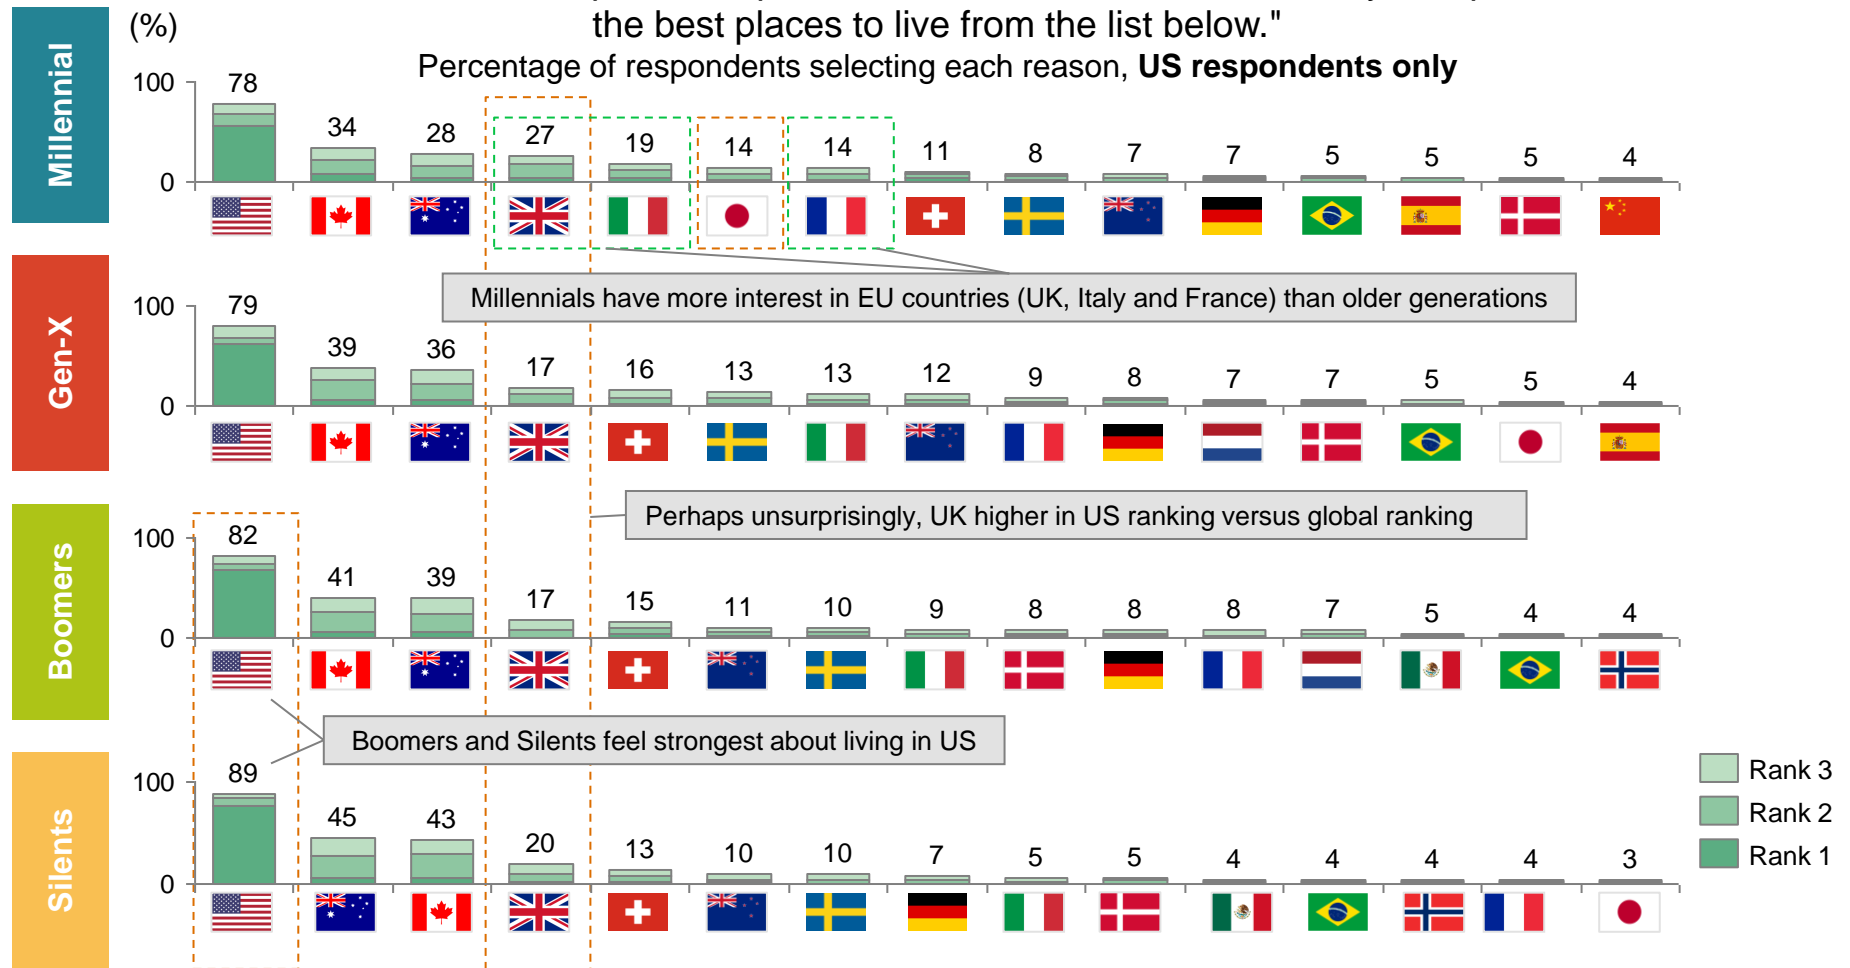 (%)
the best places to live from the list below."
Percentage of respondents selecting each reason, US respondents only
Millennial
100
0
78 34 28 27 19 14 14 11 8 7 7 5 5 5 4
Millennials have more interest in EU countries (UK, Italy and France) than older generations
Gen-X
100
0
79 39 36 17 16 13 13 12 9 8 7 7 5 5 4
Perhaps unsurprisingly, UK higher in US ranking versus global ranking
Boomers
100
0
82 41 39 17 15 11 10 9 8 8 8 7 5 4 4
Boomers and Silents feel strongest about living in US
Silents
100
0
89 45 43 20 13 10 10 7 5 5 4 4 4 4 3
Rank 3
Rank 2
Rank 1